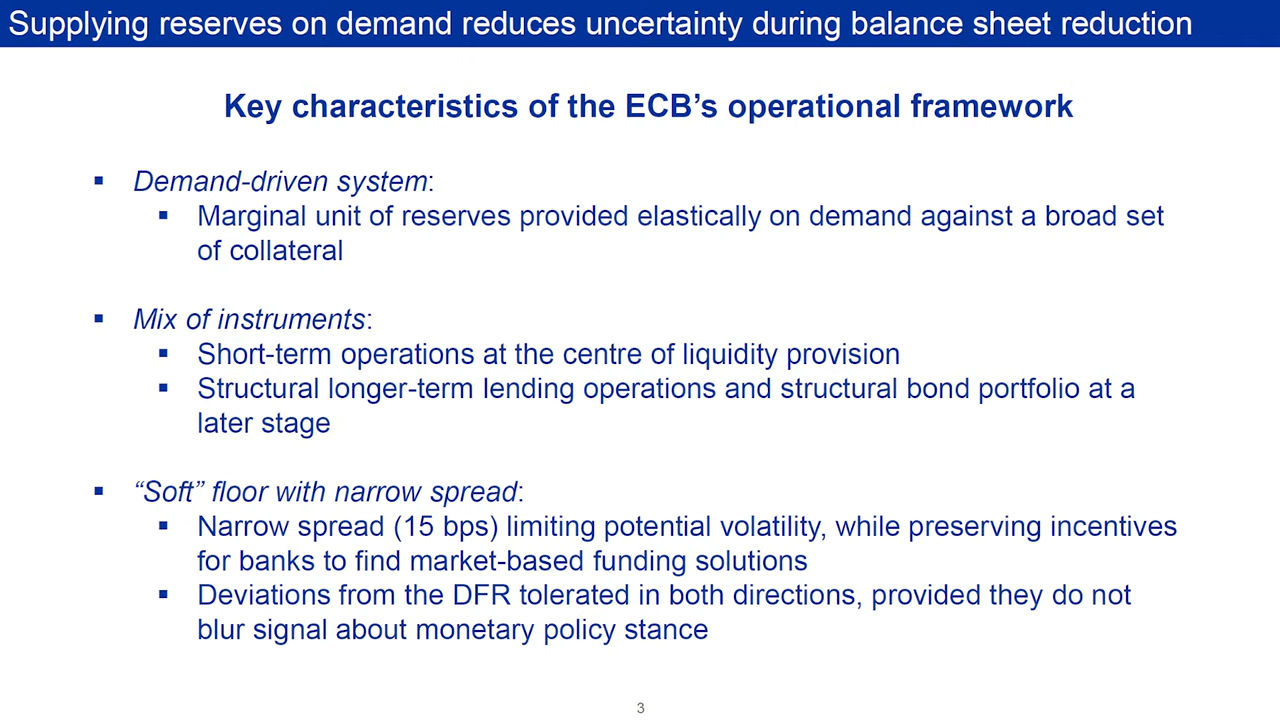 Supplying reserves on demand reduces uncertainty during balance sheet reduction
Key characteristics of the ECB’s operational framework
▪ Demand-driven system:
▪ Marginal unit of reserves provided elastically on demand against a broad set
of collateral
▪ Mix of instruments:
▪ Short-term operations at the centre of liquidity provision
▪ Structural longer-term lending operations and structural bond portfolio at a
later stage
▪ “Soft” floor with narrow spread:
▪ Narrow spread (15 bps) limiting potential volatility, while preserving incentives
for banks to find market-based funding solutions
▪ Deviations from the DFR tolerated in both directions, provided they do not
blur signal about monetary policy stance
3